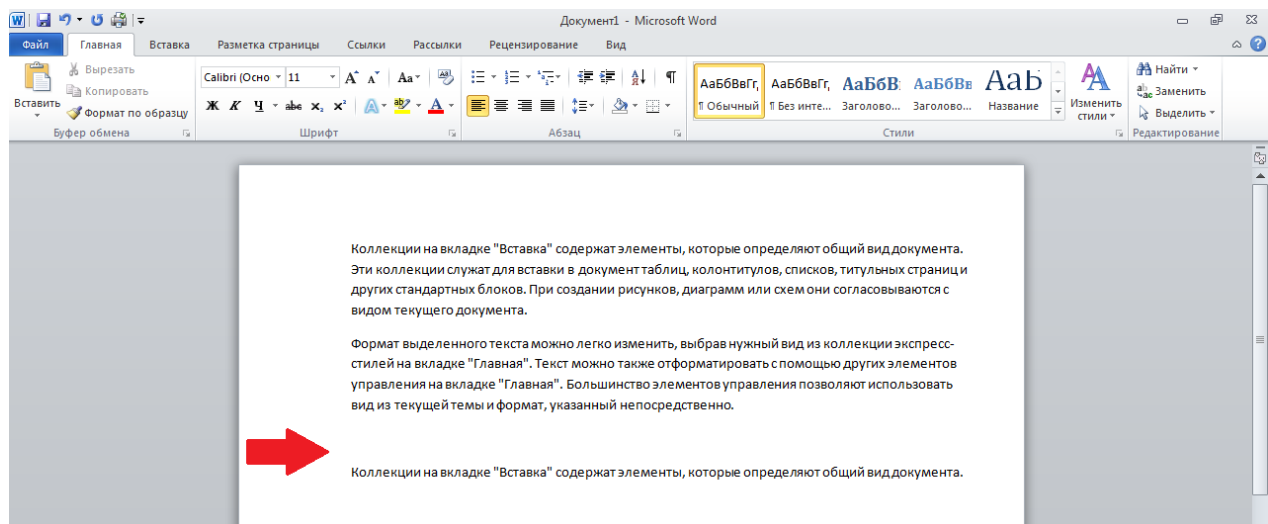 Документ1 - Microsoft Word
Файл Главная Вставка Разметка страницы Ссылки Рассылки Рецензирование Вид
Вставить
Вырезать
Копировать
Формат по образцу
Буфер обмена
Calibri (Осно 11
Ж К Ч abc x₂ x²
Шрифт
Абзац
АаБбВвГг, АаБбВвГг, АаБбВ АаБбВв АаЬ
¶ Обычный ¶ Без инте... Заголово... Заголово... Название
Изменить стили
Стили
Найти
Заменить
Выделить
Редактирование
Коллекции на вкладке "Вставка" содержат элементы, которые определяют общий вид документа.
Эти коллекции служат для вставки в документ таблиц, колонтитулов, списков, титульных страниц и
других стандартных блоков. При создании рисунков, диаграмм или схем они согласовываются с
видом текущего документа.
Формат выделенного текста можно легко изменить, выбрав нужный вид из коллекции экспресс-
стилей на вкладке "Главная". Текст можно также отформатировать с помощью других элементов
управления на вкладке "Главная". Большинство элементов управления позволяют использовать
вид из текущей темы и формат, указанный непосредственно.
Коллекции на вкладке "Вставка" содержат элементы, которые определяют общий вид документа.